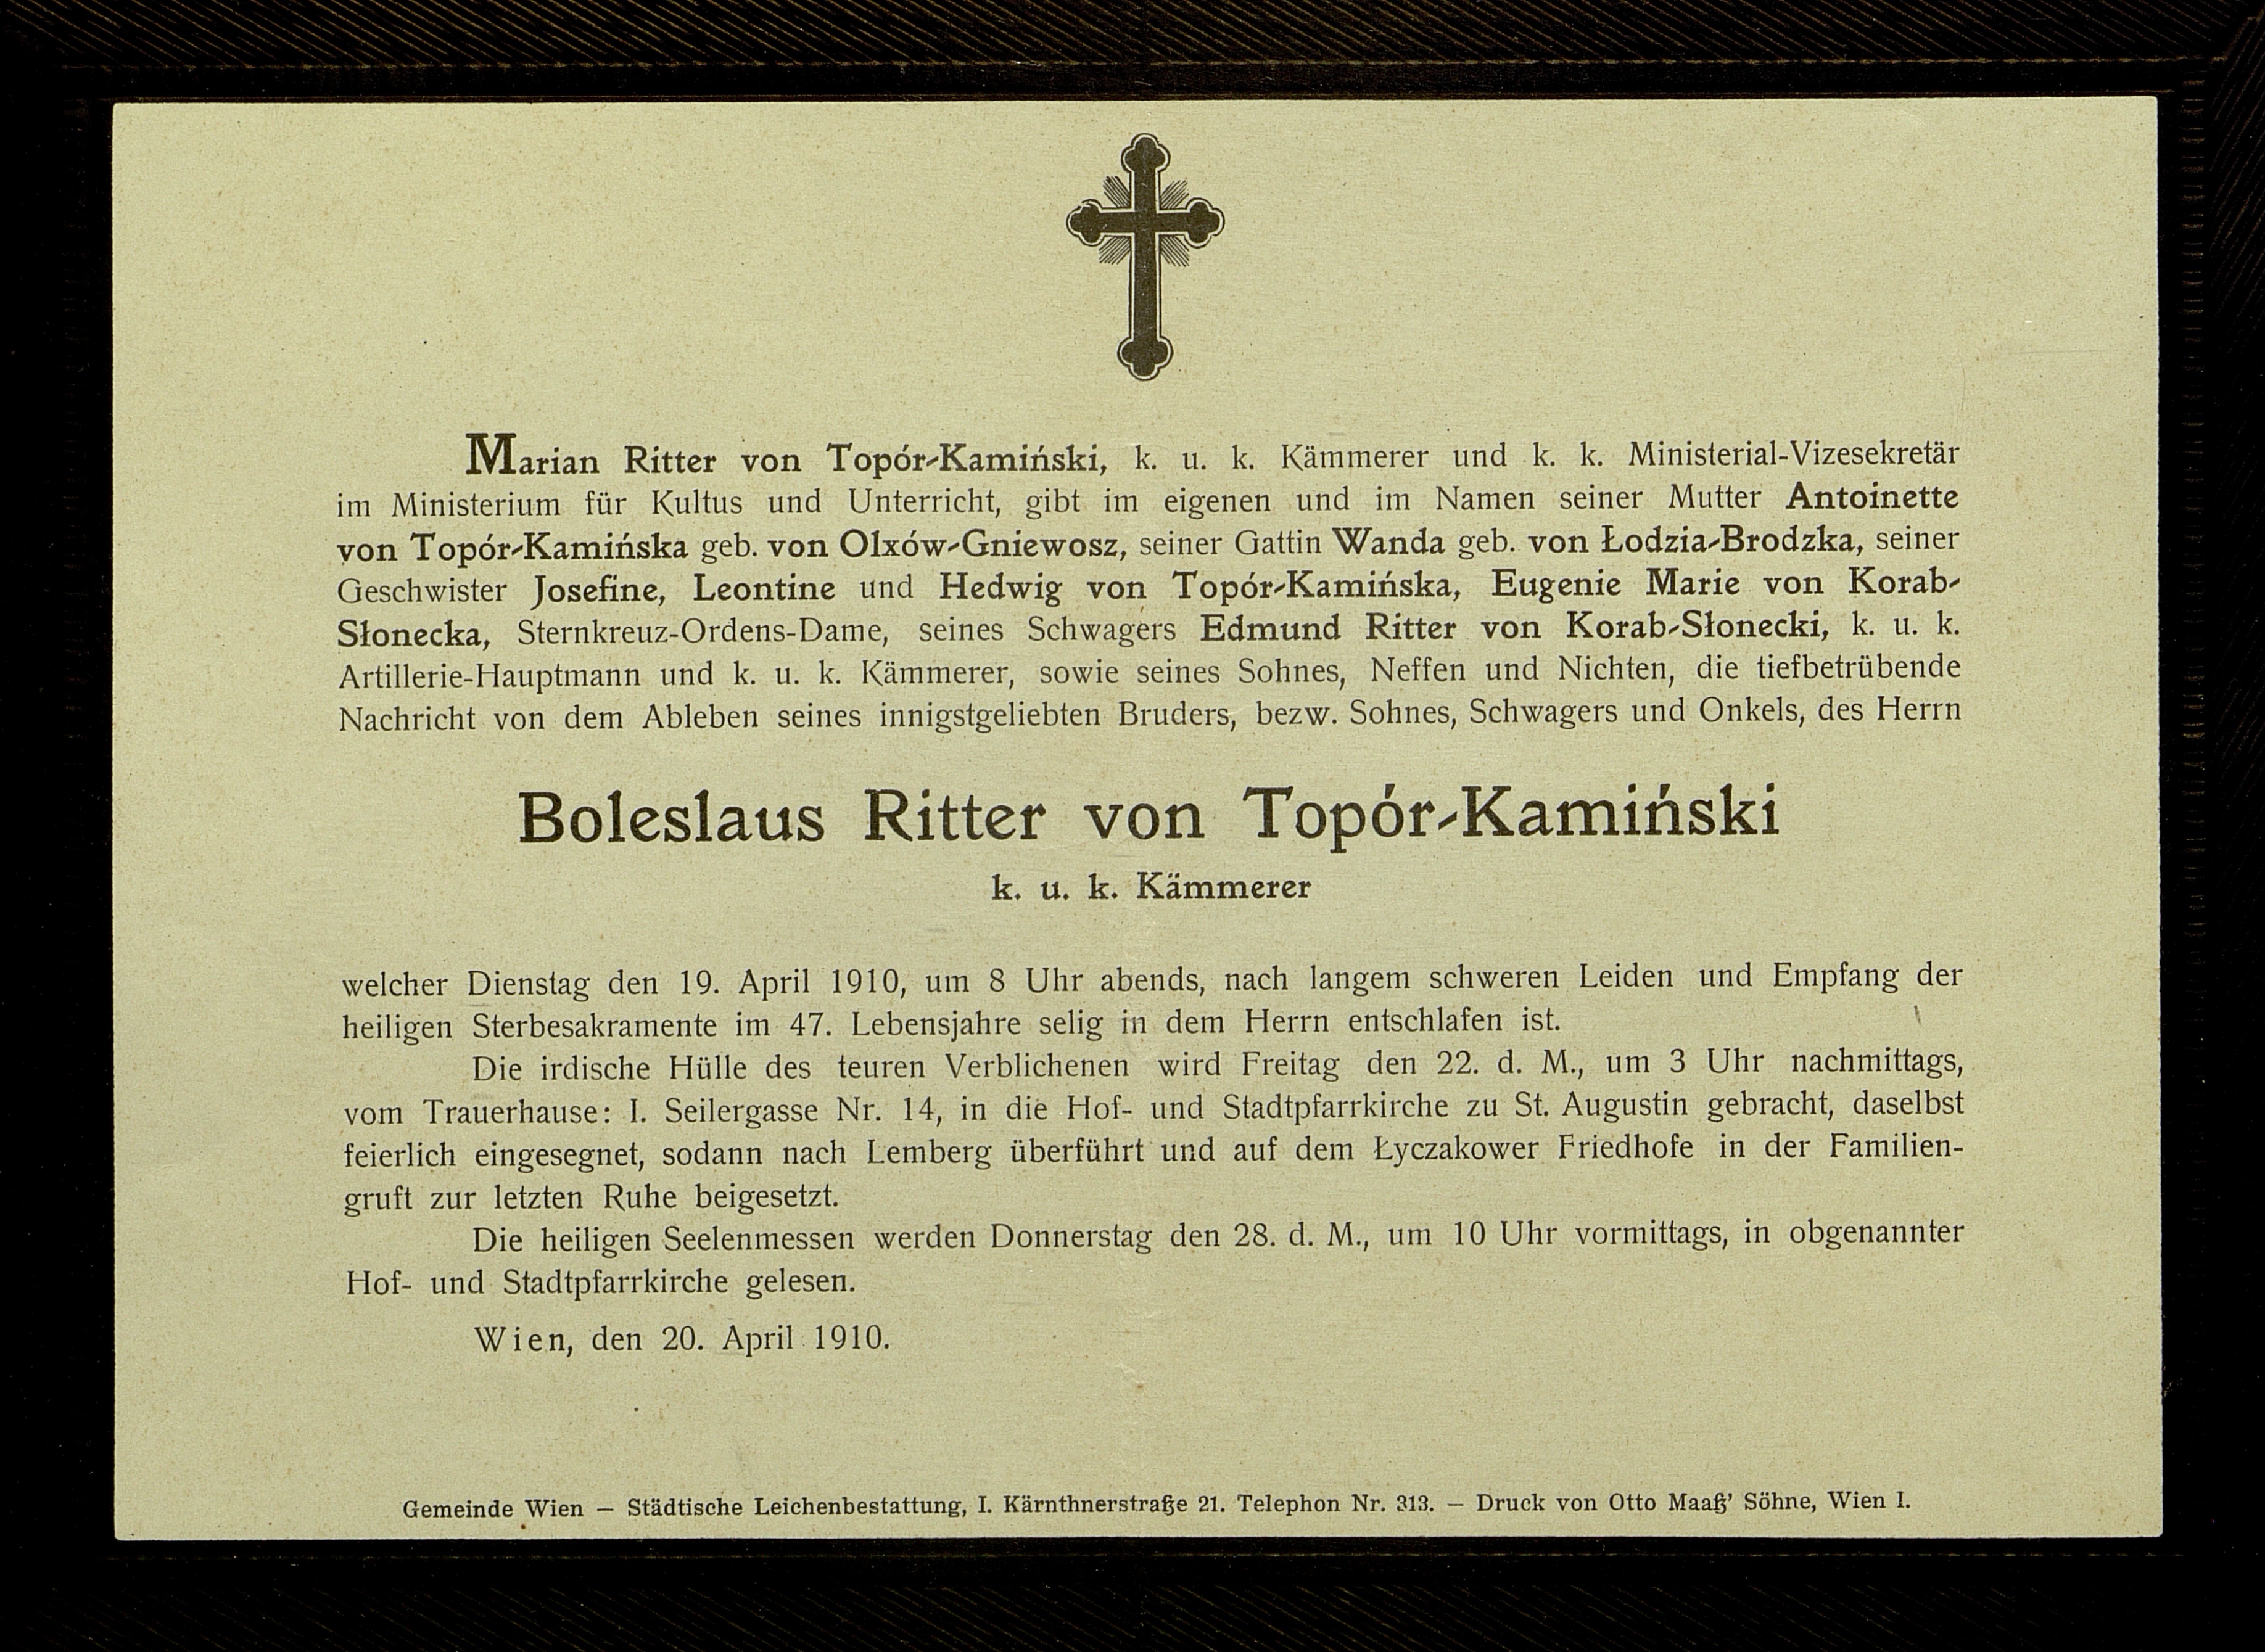 Marian Ritter von Topór-Kamiński, k. u. k. Kämmerer und k. k. Ministerial-Vizesekretär
im Ministerium für Kultus und Unterricht, gibt im eigenen und im Namen seiner Mutter Antoinette
von Topór-Kamińska geb. von Olxów-Gniewosz, seiner Gattin Wanda geb. von Łodzia-Brodzka, seiner
Geschwister Josefine, Leontine und Hedwig von Topór-Kamińska, Eugenie Marie von Korab-
Słonecka, Sternkreuz-Ordens-Dame, seines Schwagers Edmund Ritter von Korab-Słonecki, k. u. k.
Artillerie-Hauptmann und k. u. k. Kämmerer, sowie seines Sohnes, Neffen und Nichten, die tiefbetrübende
Nachricht von dem Ableben seines innigstgeliebten Bruders, bezw. Sohnes, Schwagers und Onkels, des Herrn
Boleslaus Ritter von Topór-Kamiński
k. u. k. Kämmerer
welcher Dienstag den 19. April 1910, um 8 Uhr abends, nach langem schweren Leiden und Empfang der
heiligen Sterbesakramente im 47. Lebensjahre selig in dem Herrn entschlafen ist.
Die irdische Hülle des teuren Verblichenen wird Freitag den 22. d. M., um 3 Uhr nachmittags,
vom Trauerhause: I. Seilergasse Nr. 14, in die Hof- und Stadtpfarrkirche zu St. Augustin gebracht, daselbst
feierlich eingesegnet, sodann nach Lemberg überführt und auf dem Łyczakower Friedhofe in der Familien-
gruft zur letzten Ruhe beigesetzt.
Die heiligen Seelenmessen werden Donnerstag den 28. d. M., um 10 Uhr vormittags, in obgenannter
Hof- und Stadtpfarrkirche gelesen.
Wien, den 20. April 1910.
Gemeinde Wien — Städtische Leichenbestattung, I. Kärnthnerstraße 21. Telephon Nr. 313. — Druck von Otto Maaß' Söhne, Wien I.